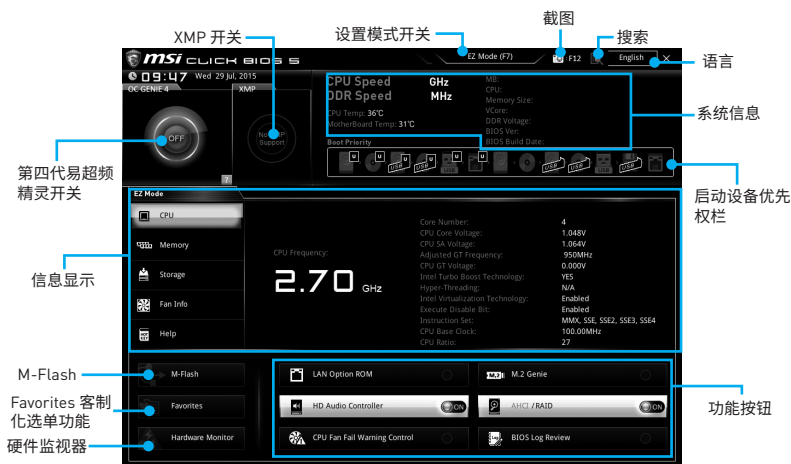 XMP 开关
设置模式开关
截图
搜索
语言
系统信息
启动设备优先
权栏
第四代易超频
精灵开关
信息显示
M-Flash
Favorites 客制
化选单功能
硬件监视器
功能按钮
msi CLICK BIOS 5
EZ Mode (F7)
:F12
English
X
09:47 Wed 29 Jul, 2015
OC GENIE 4
XMP
OFF
No XMP
Support
7
CPU Speed GHz
DDR Speed MHz
CPU Temp: 36℃
MotherBoard Temp: 31℃
MB:
CPU:
Memory Size:
VCore:
DDR Voltage:
BIOS Ver:
BIOS Build Date:
Boot Priority
U U U U U U
USB USB USB USB USB USB
EZ Mode
CPU
Memory
Storage
Fan Info
Help
CPU Frequency:
2.70 GHz
Core Number: 4
CPU Core Voltage: 1.048V
CPU SA Voltage: 1.064V
Adjusted GT Frequency: 950MHz
CPU GT Voltage: 0.000V
Intel Turbo Boost Technology: YES
Hyper-Threading: N/A
Intel Virtualization Technology: Enabled
Execute Disable Bit: Enabled
Instruction Set: MMX, SSE, SSE2, SSE3, SSE4
CPU Base Clock: 100.00MHz
CPU Ratio: 27
M-Flash
Favorites
Hardware Monitor
LAN Option ROM
M.2 Genie
HD Audio Controller ON
AHCI /RAID ON
CPU Fan Fail Warning Control
BIOS Log Review